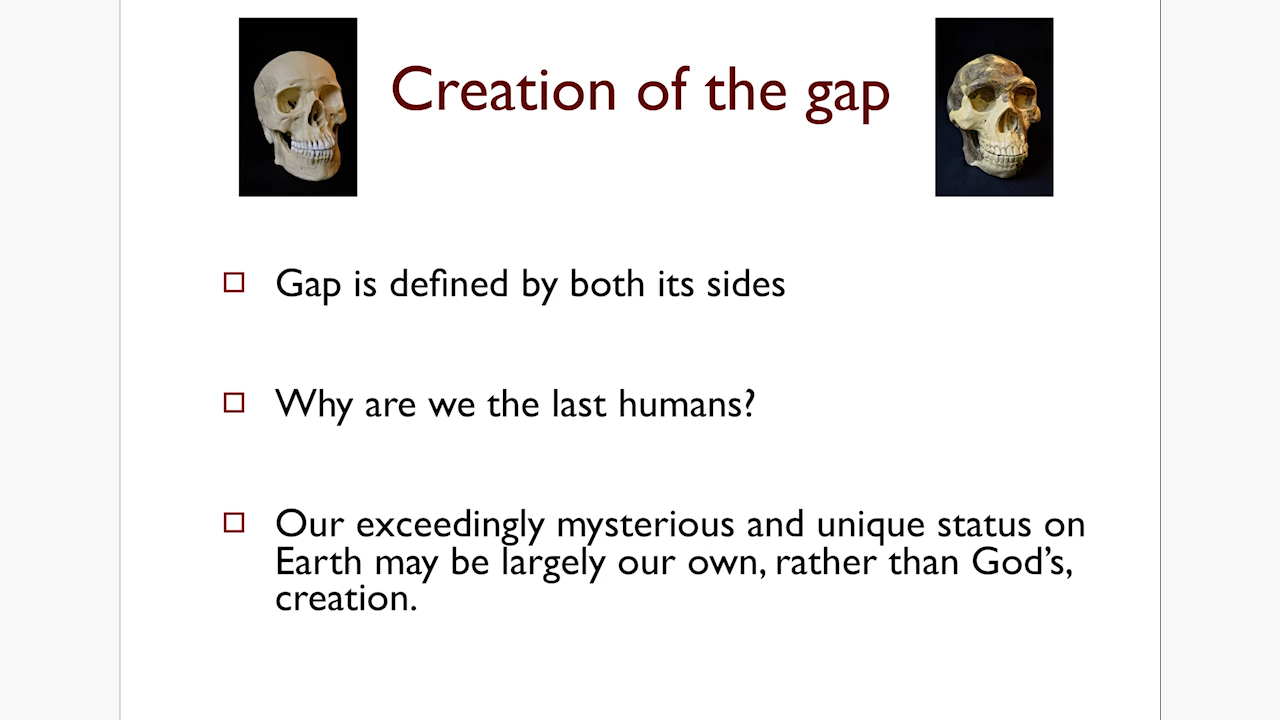 Creation of the gap
Gap is defined by both its sides
Why are we the last humans?
Our exceedingly mysterious and unique status on
Earth may be largely our own, rather than God’s,
creation.